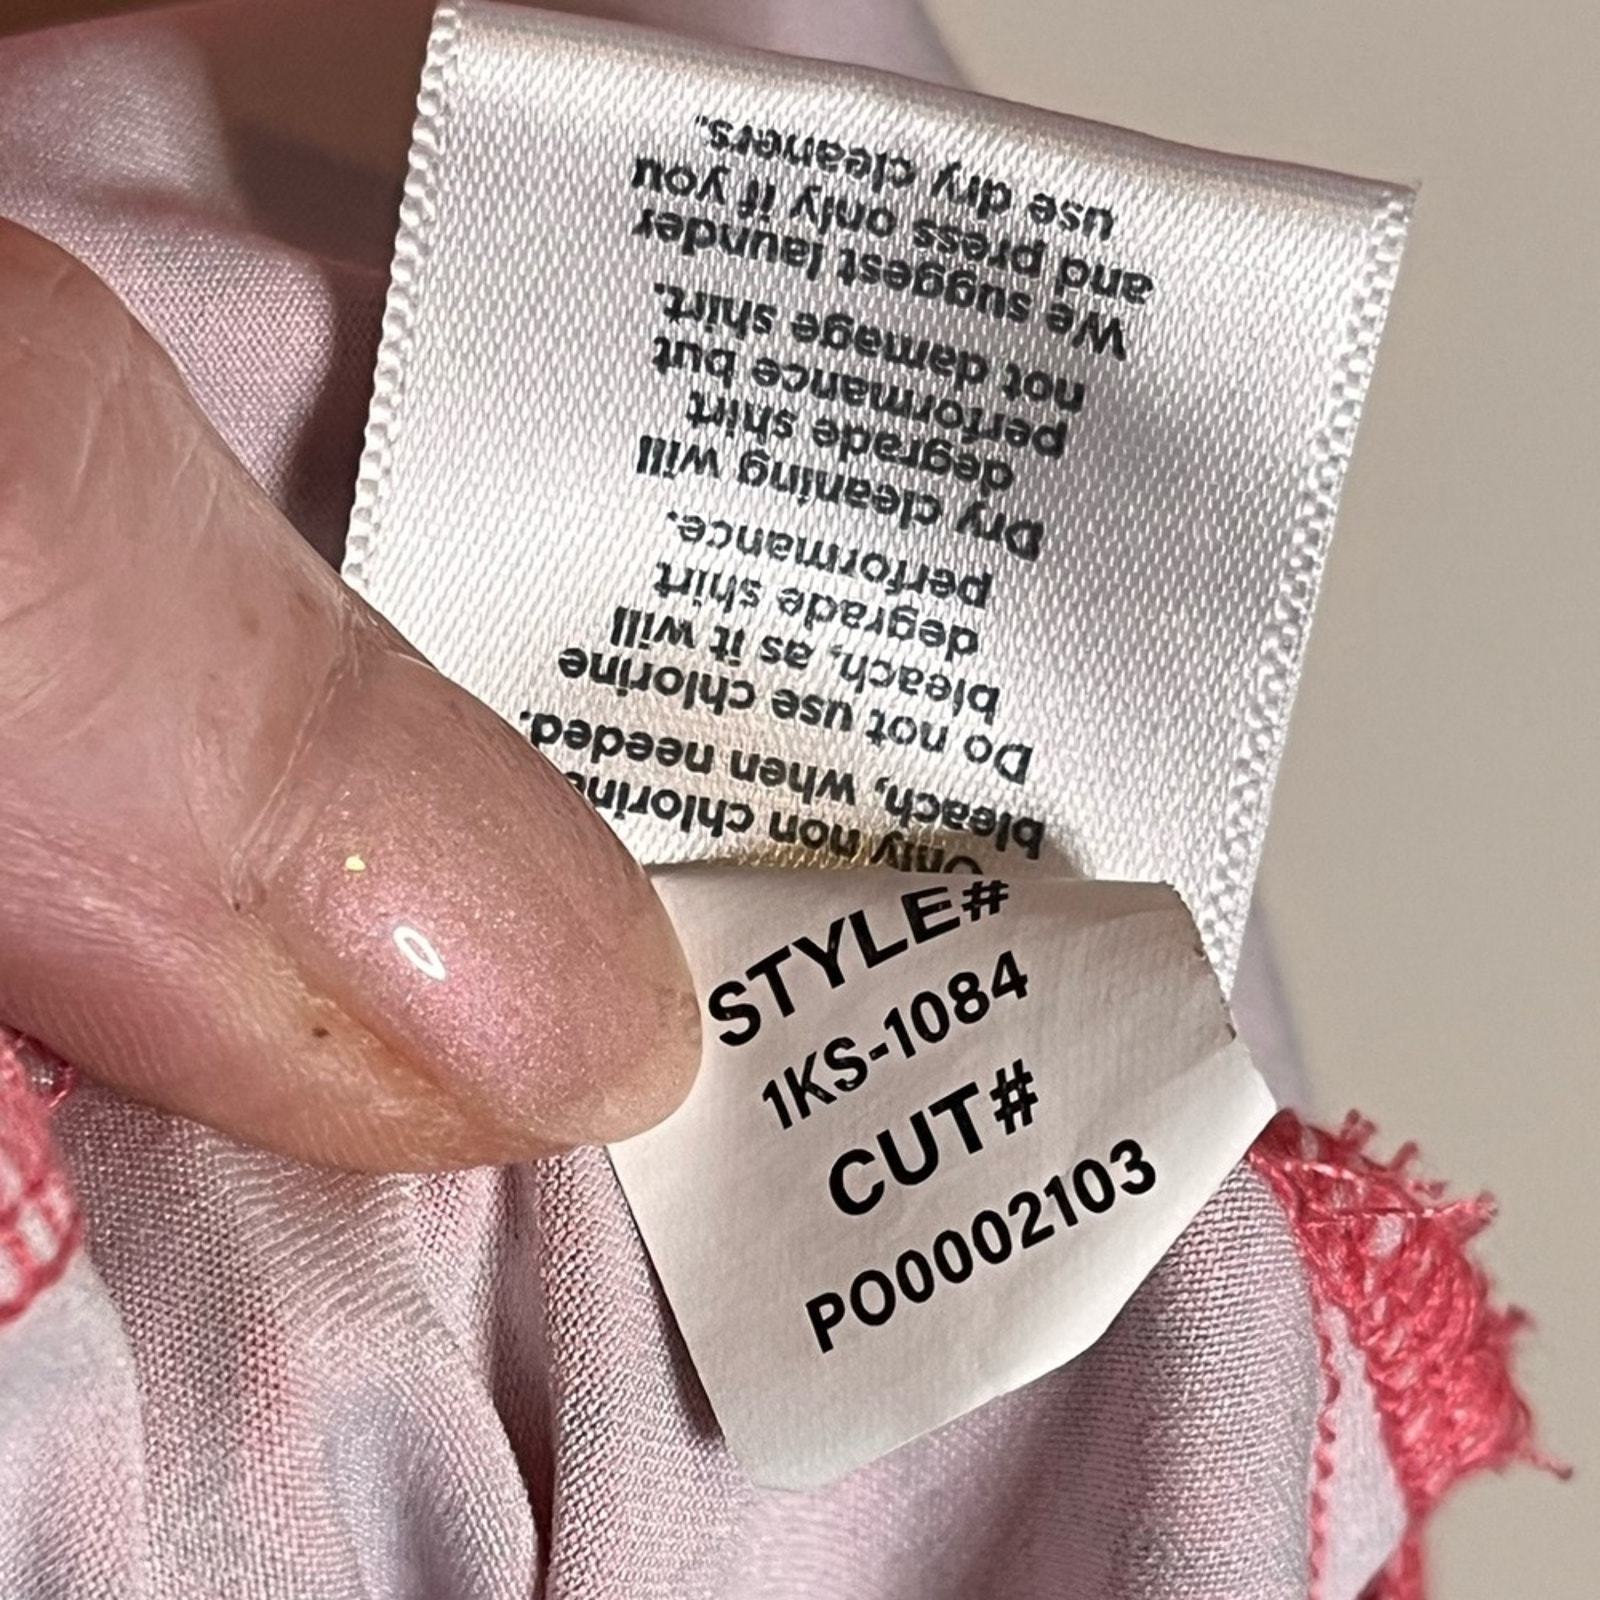 Only non chlorine
bleach, when needed.
Do not use chlorine
bleach, as it will
degrade shirt
performance.
Dry cleaning will
degrade shirt
performance but
not damage shirt.
We suggest launder
and press only if you
use dry cleaners.
STYLE#
1KS-1084
CUT#
PO0002103